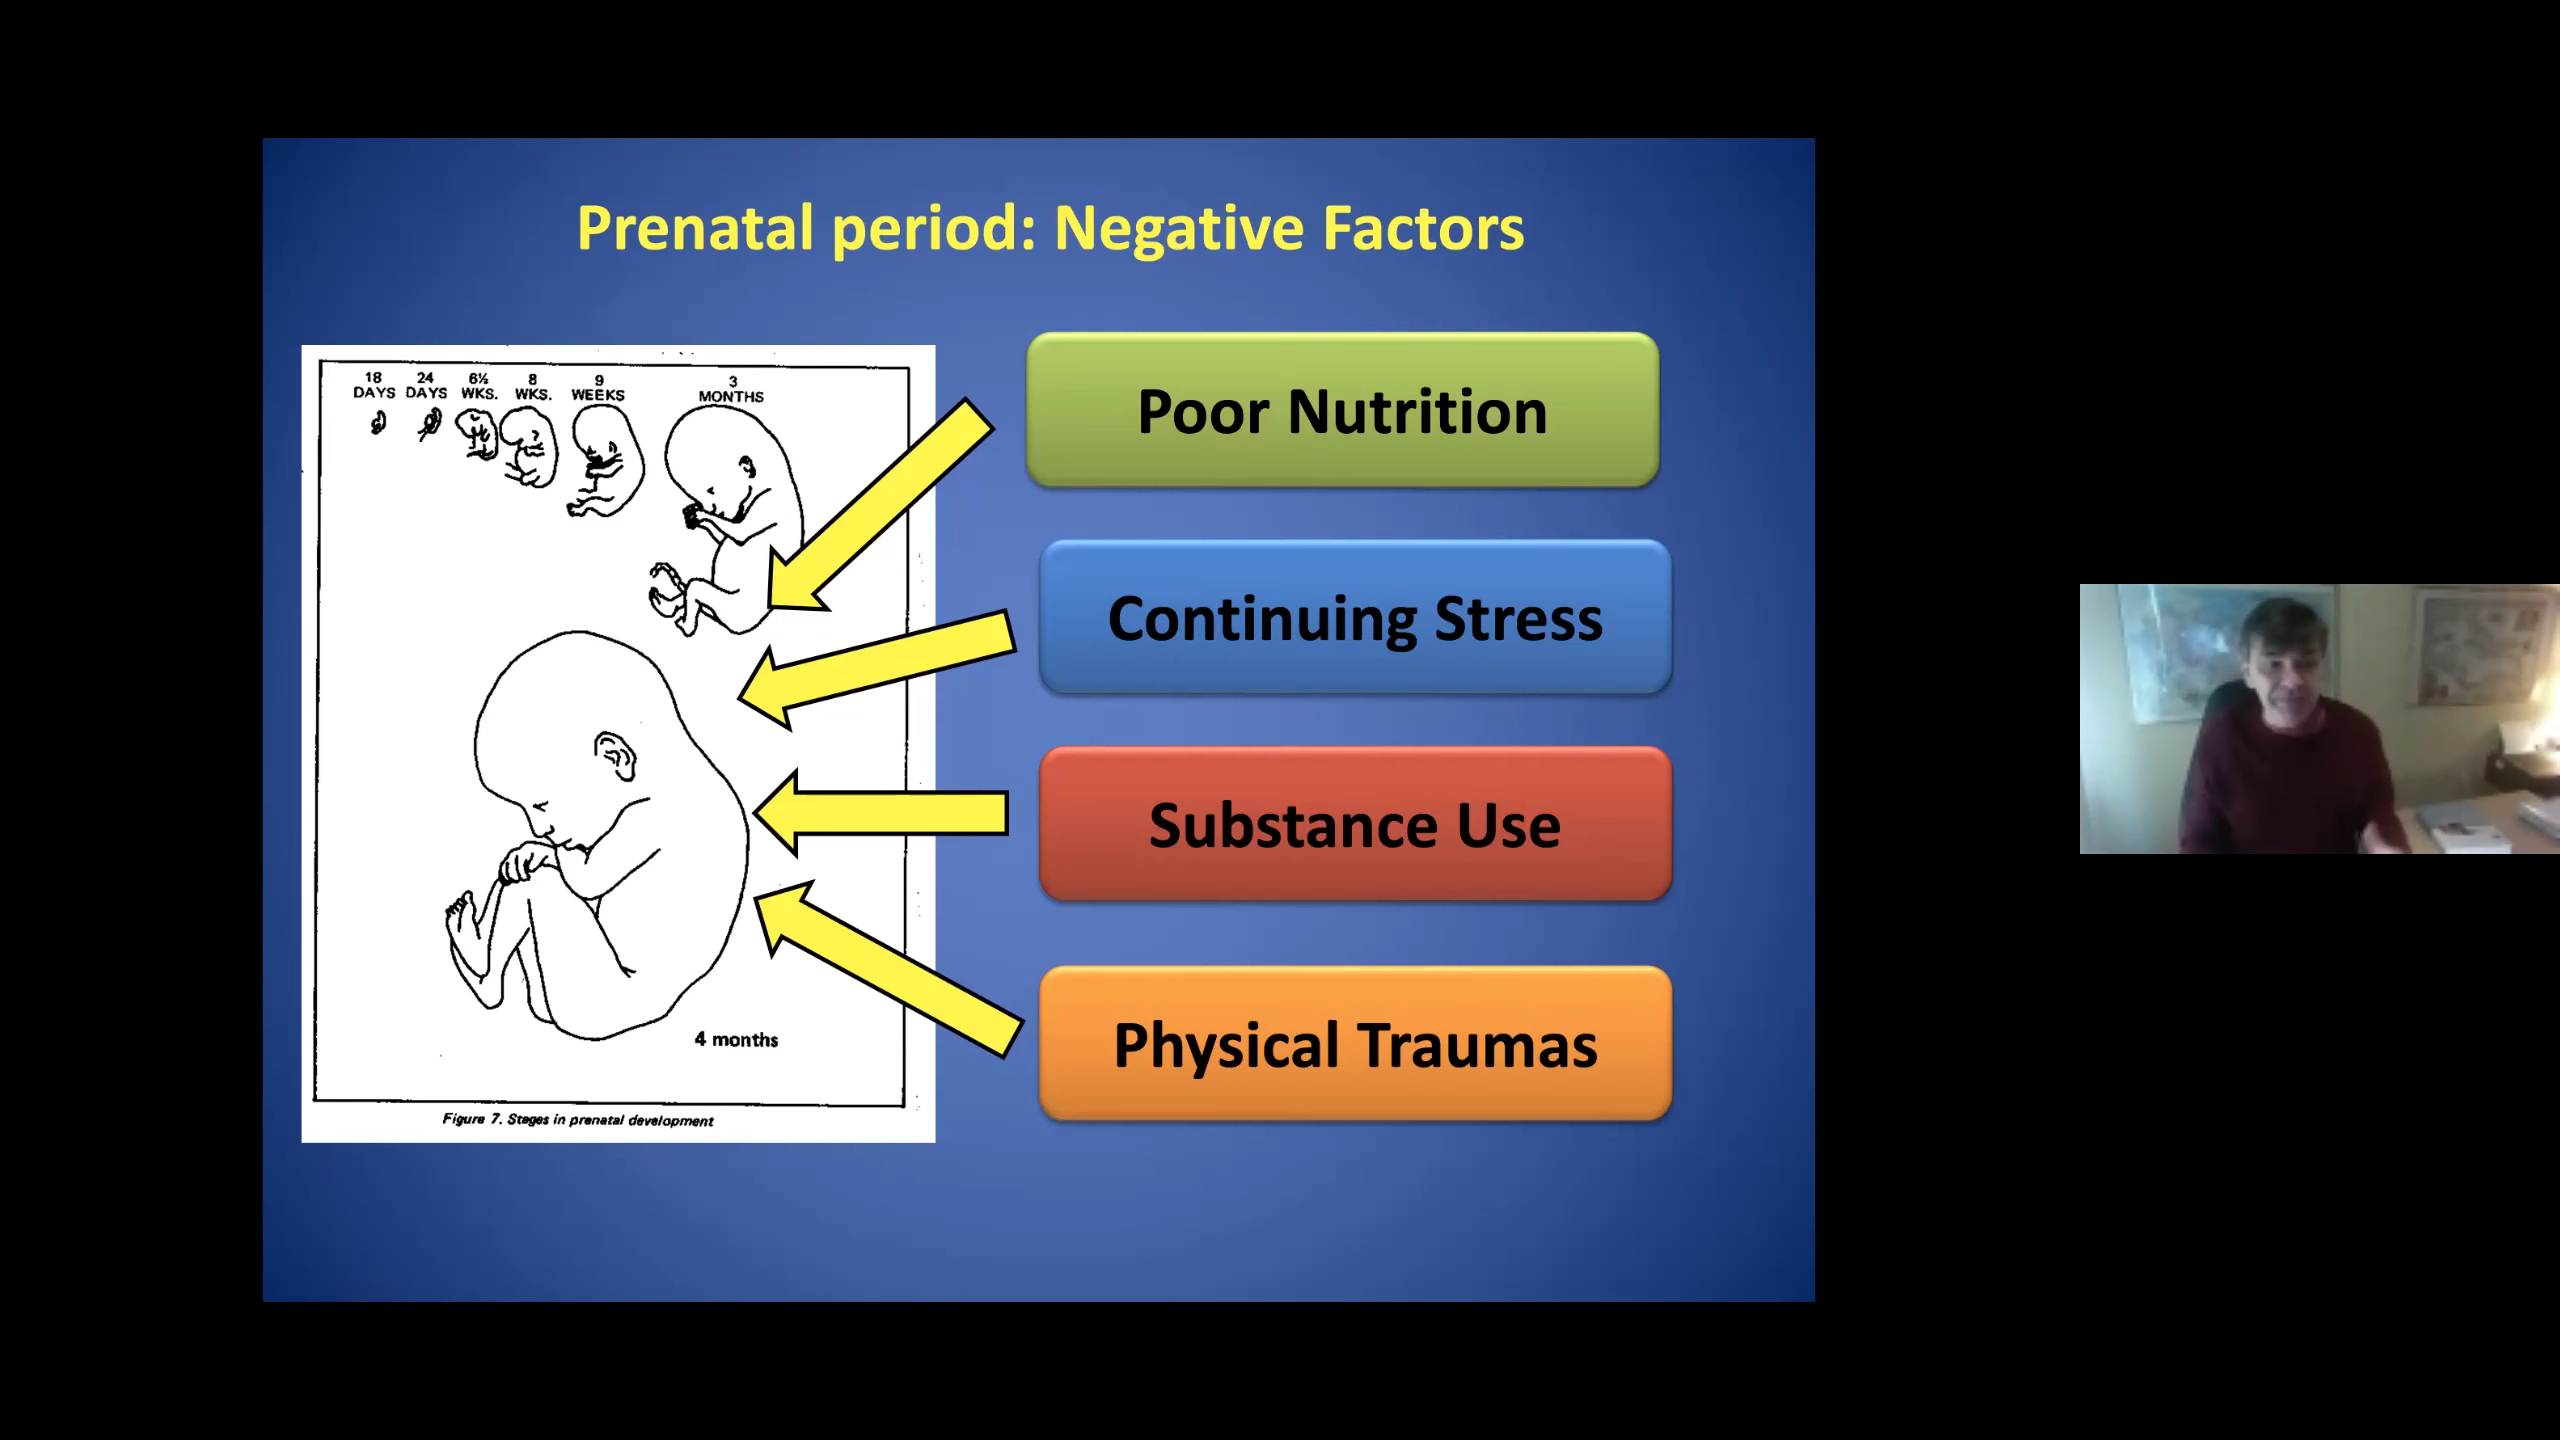 Prenatal period: Negative Factors
18 DAYS
24 DAYS
6½ WKS.
8 WKS.
9 WEEKS
3 MONTHS
4 months
Figure 7. Stages in prenatal development
Poor Nutrition
Continuing Stress
Substance Use
Physical Traumas